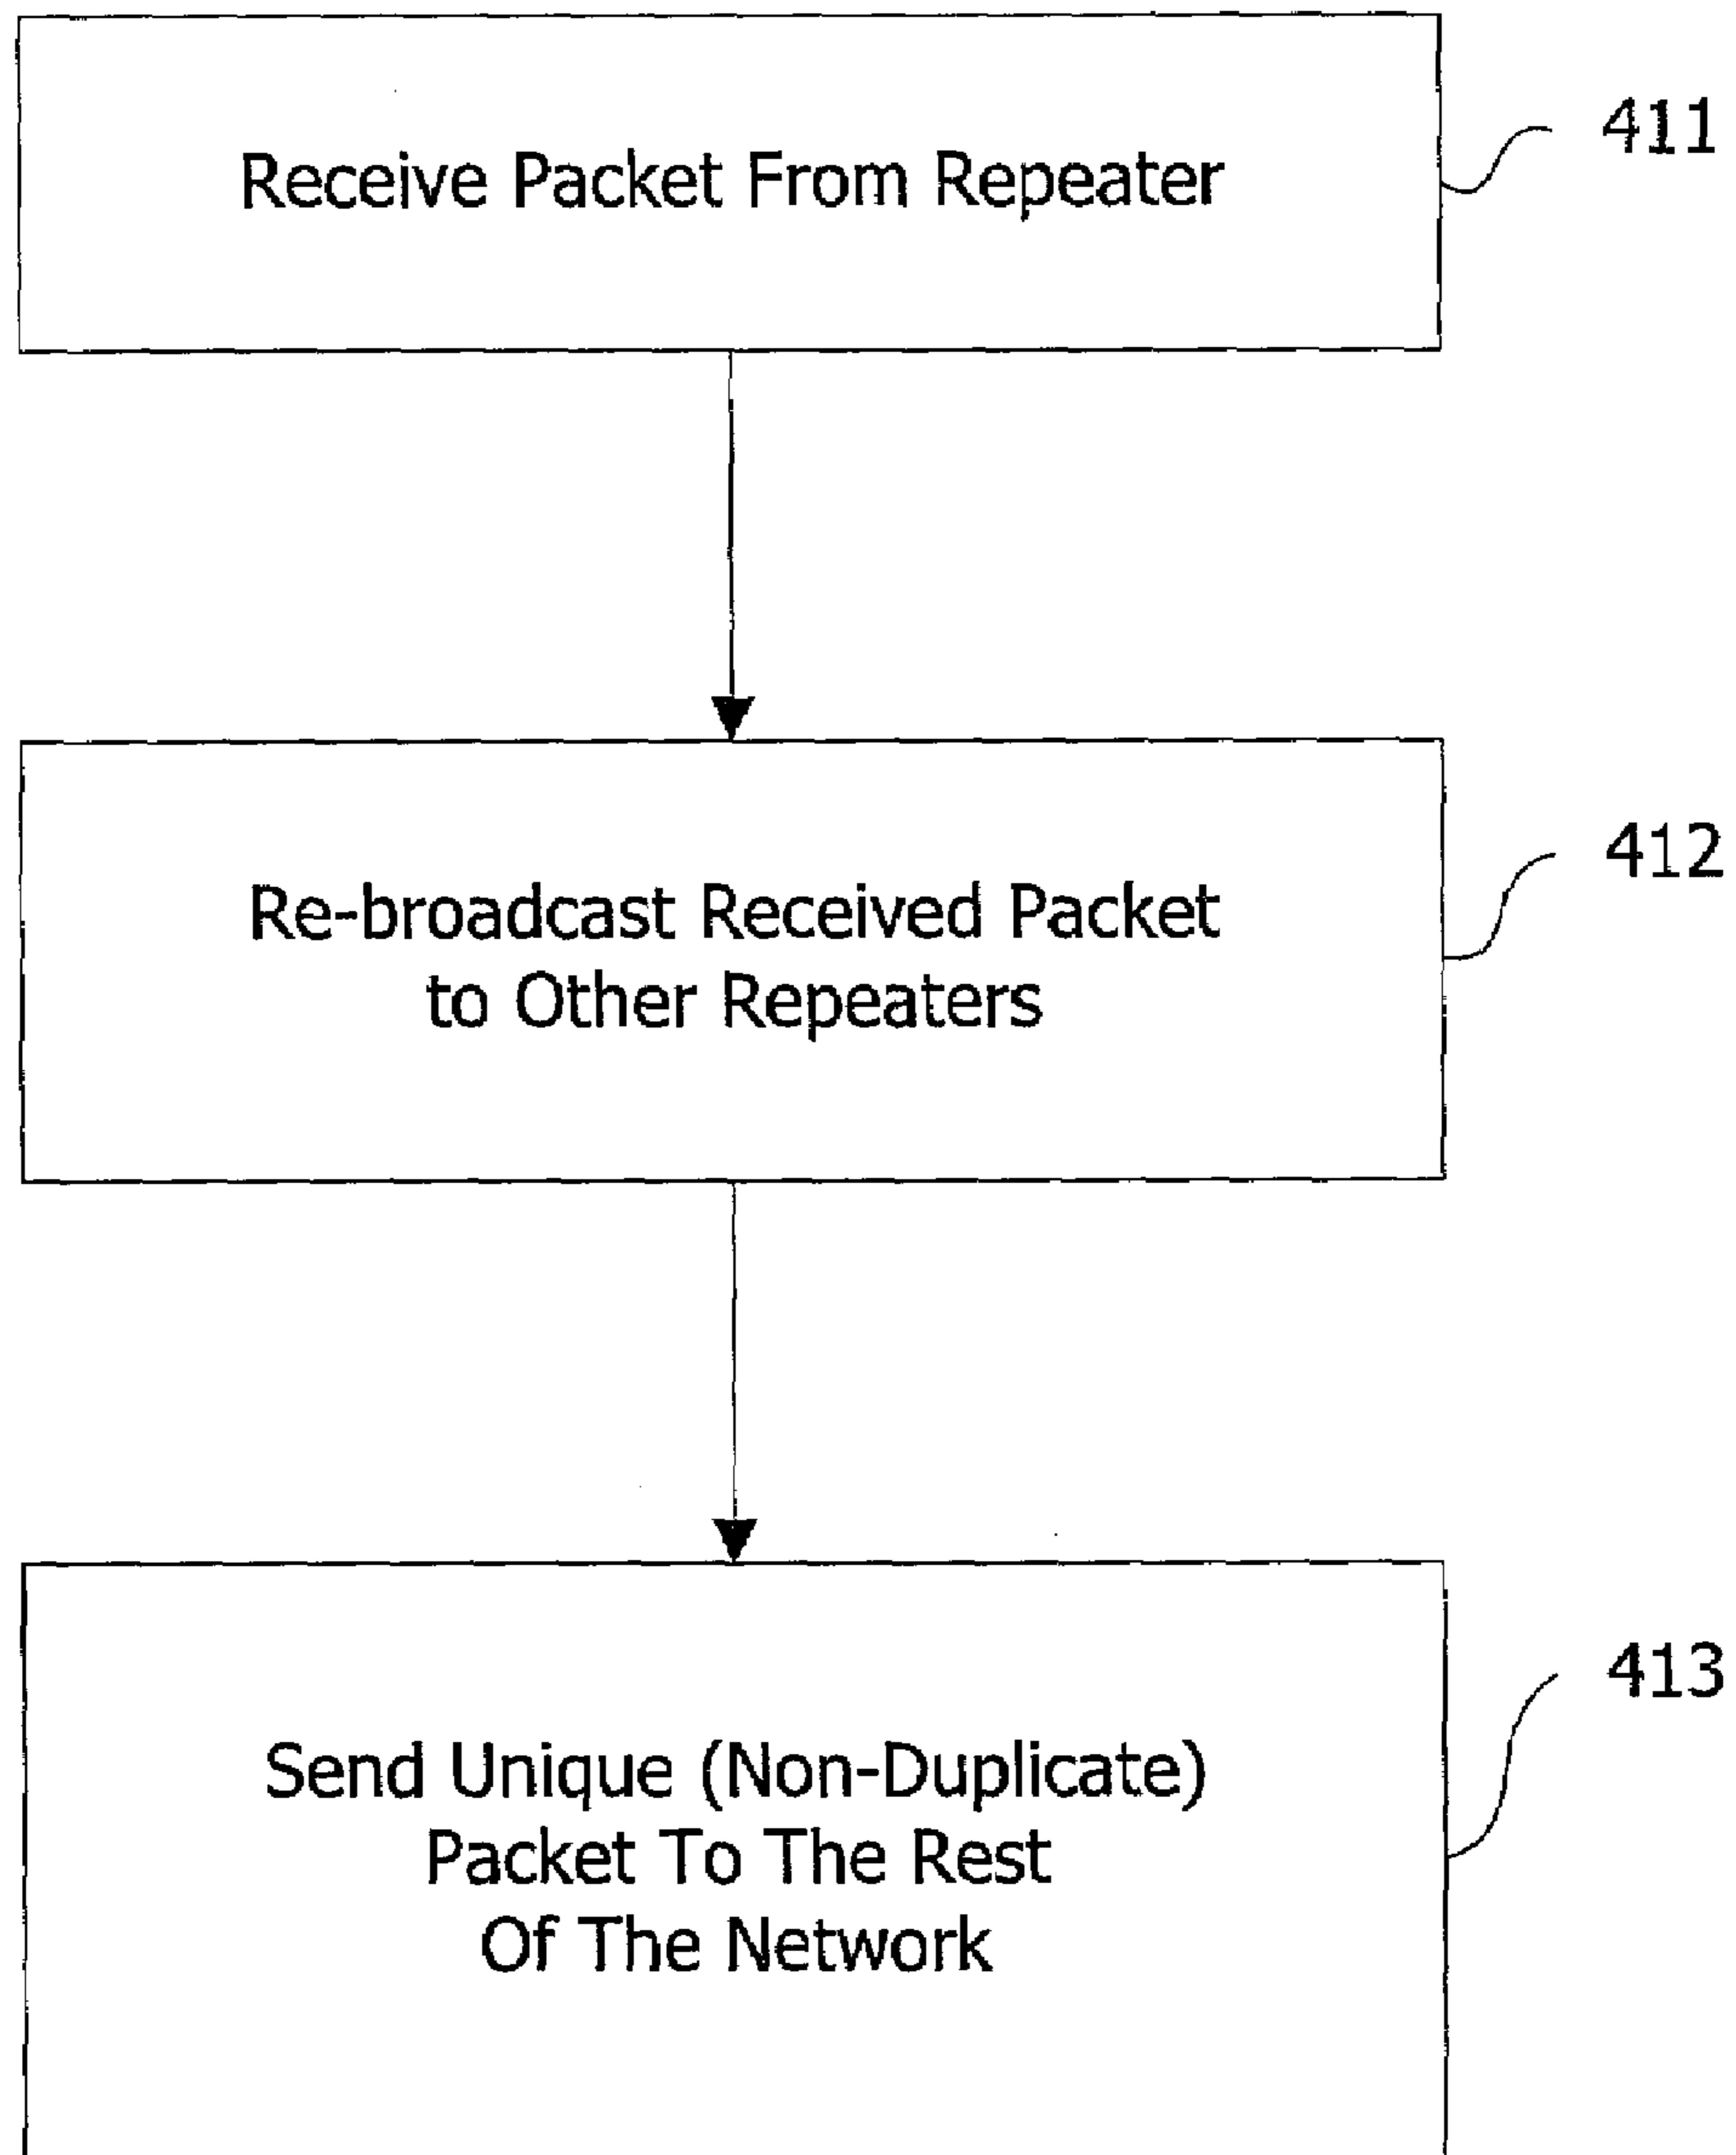 Receive Packet From Repeater
411
Re-broadcast Received Packet
to Other Repeaters
412
Send Unique (Non-Duplicate)
Packet To The Rest
Of The Network
413